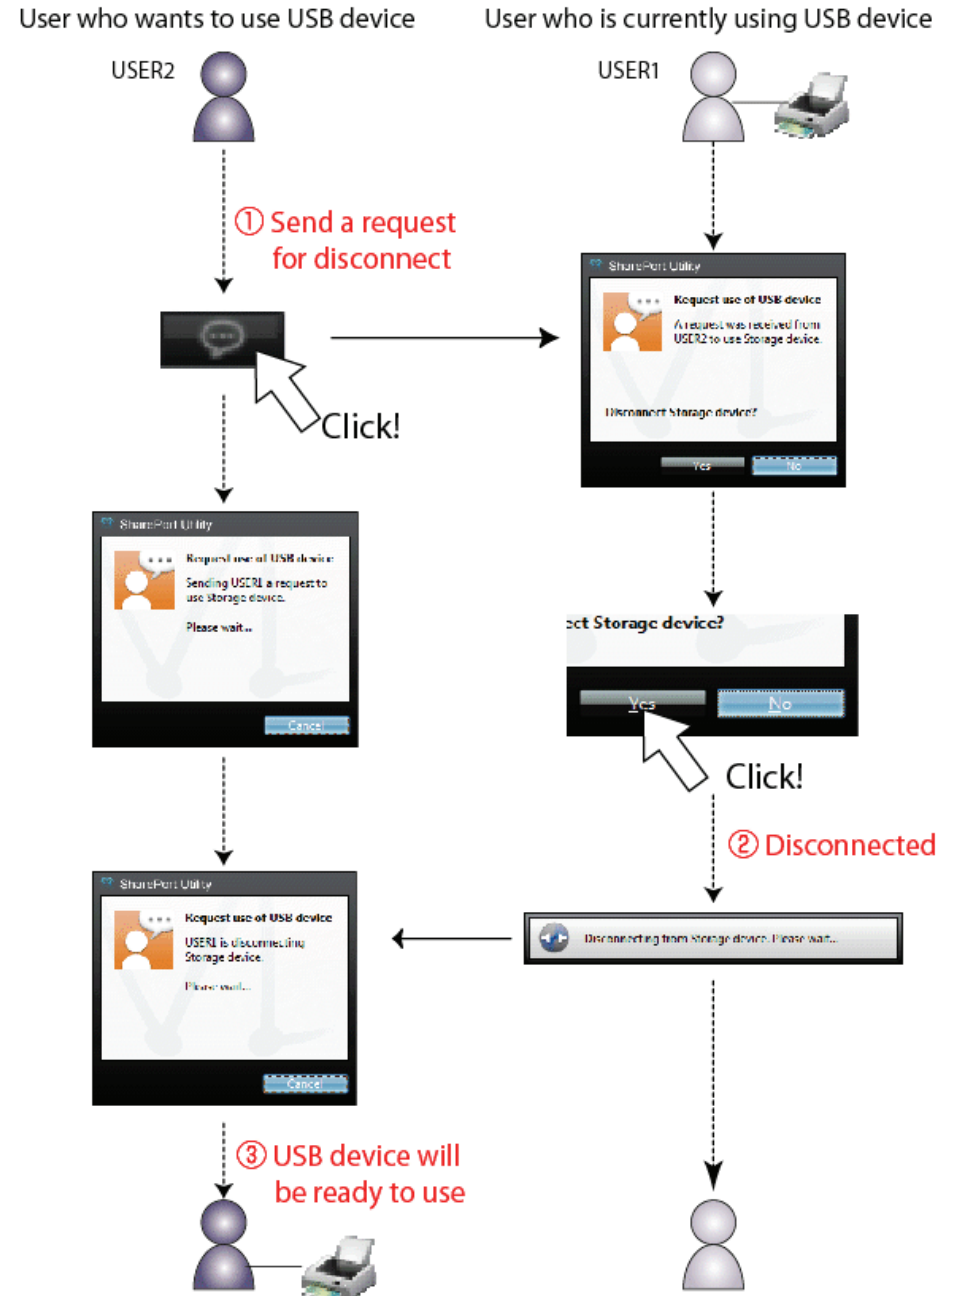 User who wants to use USB device
User who is currently using USB device
USER2
USER1
① Send a request
for disconnect
SharePort Utility
Request use of USB device
A request was received from
USER2 to use Storage device.
Disconnect Storage device?
Yes
No
Click!
SharePort Utility
Request use of USB device
Sending USER1 a request to
use Storage device.
Please wait...
Cancel
ect Storage device?
Yes
No
Click!
② Disconnected
SharePort Utility
Request use of USB device
USER1 is disconnecting
Storage device.
Please wait...
Cancel
Disconnecting from Storage device. Please wait...
③ USB device will
be ready to use